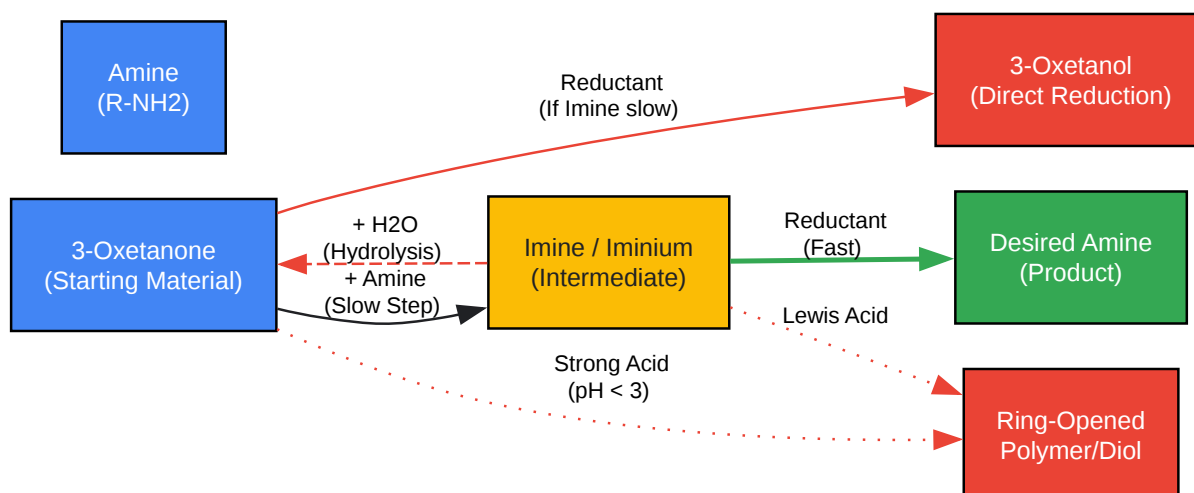 Amine
(R-NH2)
Reductant
(If Imine slow)
3-Oxetanol
(Direct Reduction)
3-Oxetanone
(Starting Material)
+ H2O
(Hydrolysis)
+ Amine
(Slow Step)
Imine / Iminium
(Intermediate)
Reductant
(Fast)
Desired Amine
(Product)
Lewis Acid
Strong Acid
(pH < 3)
Ring-Opened
Polymer/Diol